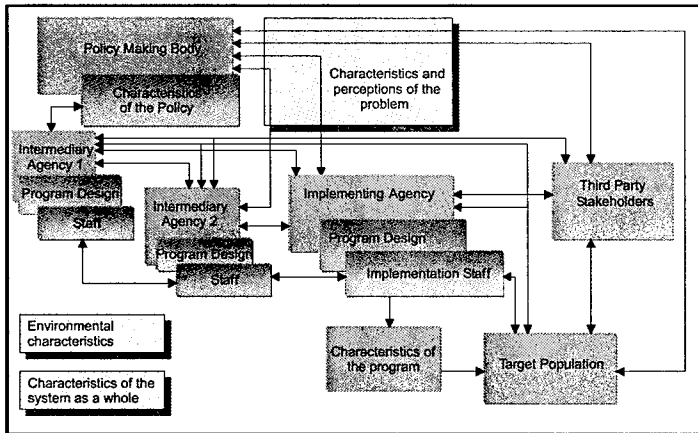 Policy Making Body
Characteristics
of the Policy
Characteristics and
perceptions of the
problem
Intermediary
Agency 1
Program Design
Staff
Intermediary
Agency 2
Program Design
Staff
Implementing Agency
Program Design
Implementation Staff
Third Party
Stakeholders
Environmental
characteristics
Characteristics of the
system as a whole
Characteristics of
the program
Target Population